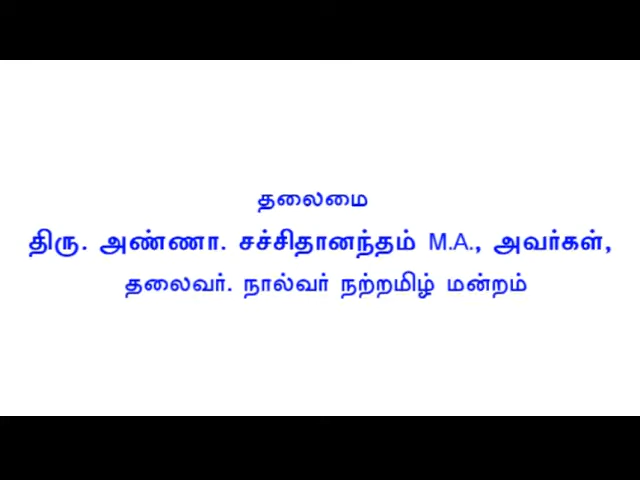 தலைமை
திரு. அண்ணா. சச்சிதானந்தம் M.A., அவர்கள்,
தலைவர். நால்வர் நற்றமிழ் மன்றம்